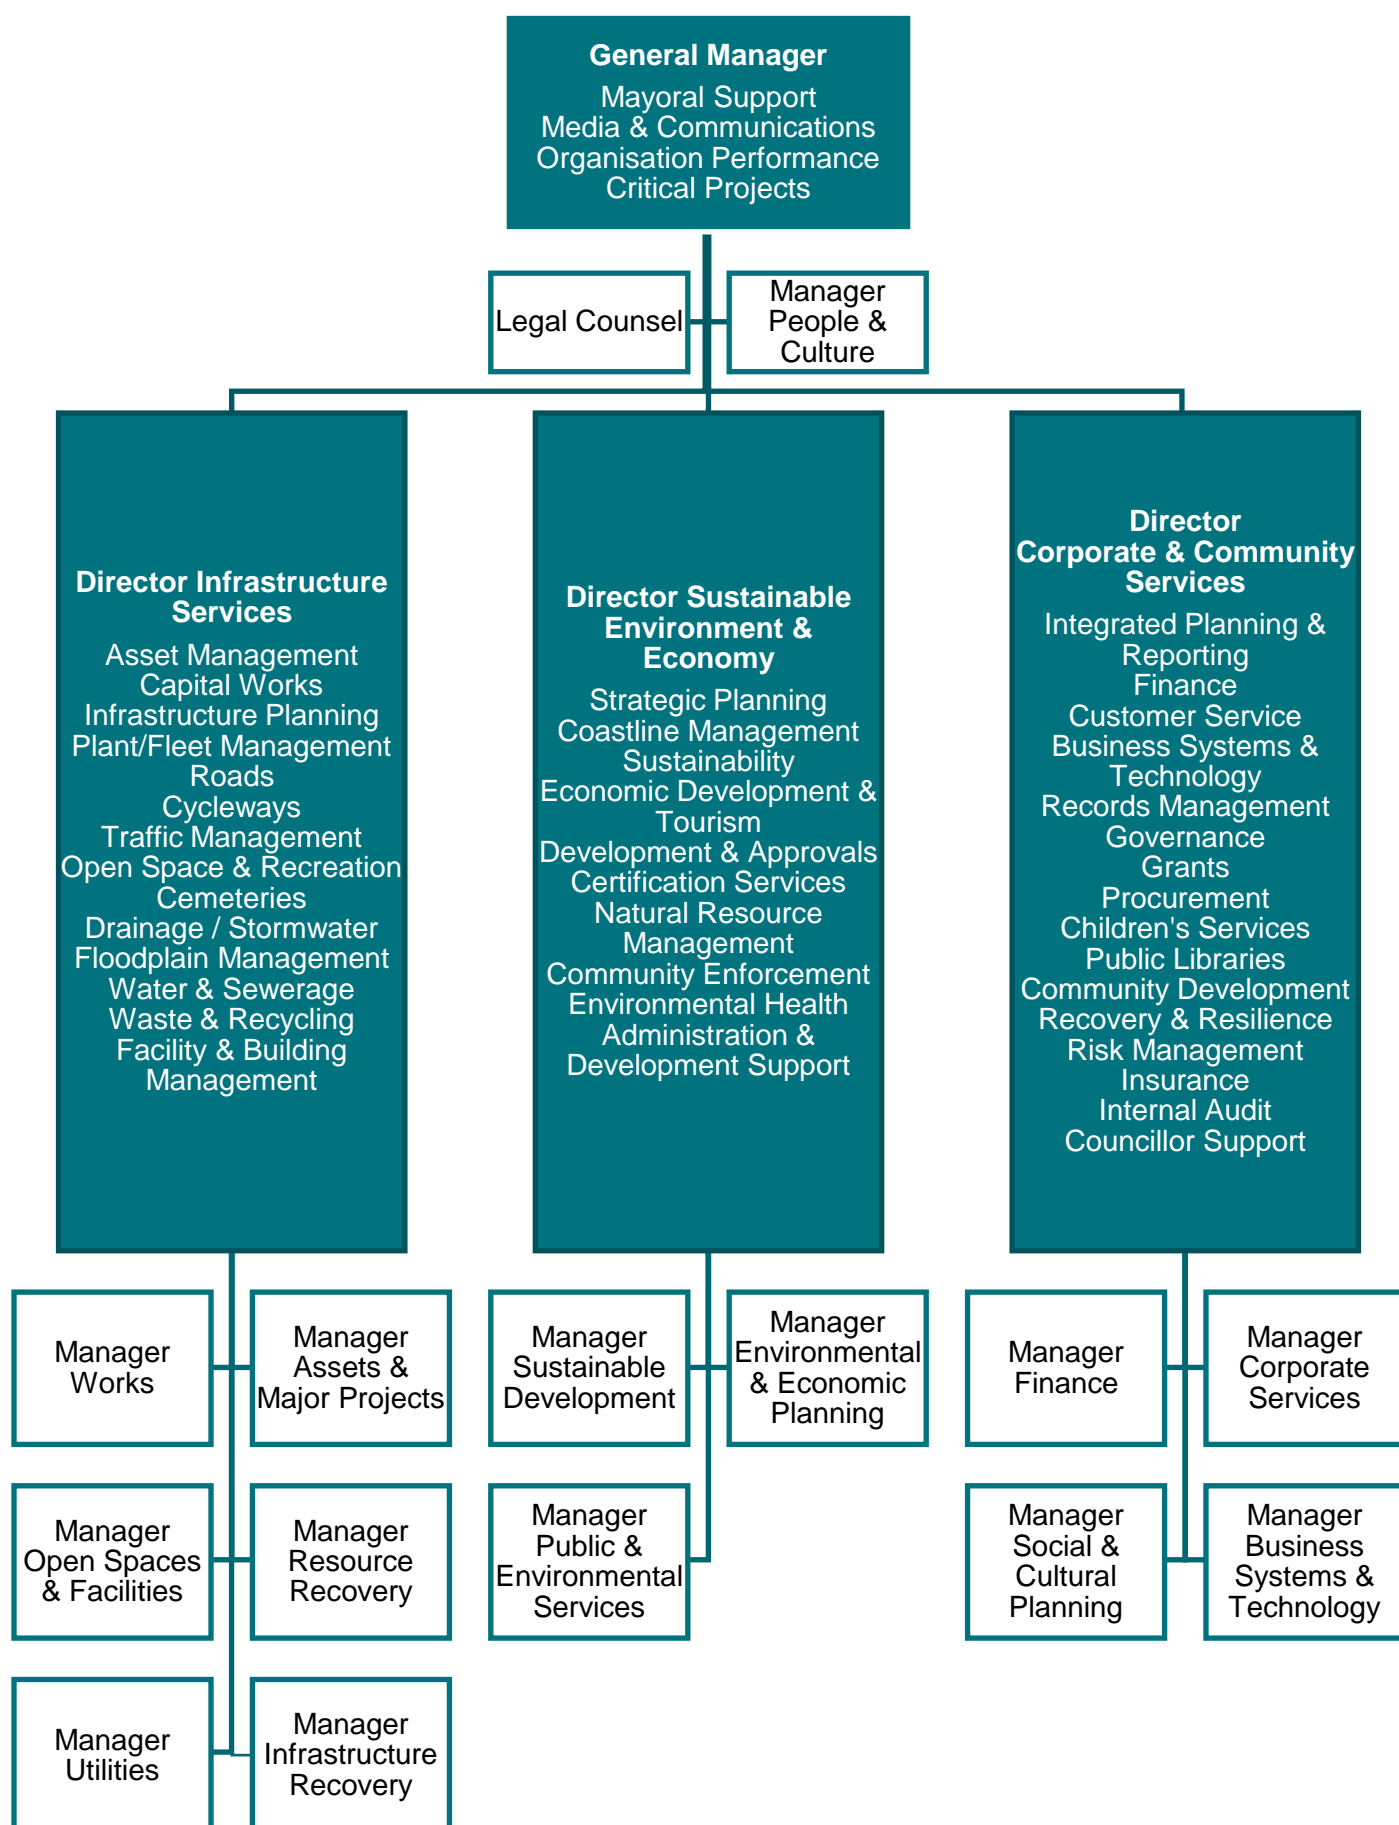 General Manager
Mayoral Support
Media & Communications
Organisation Performance
Critical Projects
Legal Counsel
Manager
People &
Culture
Director Infrastructure
Services
Asset Management
Capital Works
Infrastructure Planning
Plant/Fleet Management
Roads
Cycleways
Traffic Management
Open Space & Recreation
Cemeteries
Drainage / Stormwater
Floodplain Management
Water & Sewerage
Waste & Recycling
Facility & Building
Management
Director Sustainable
Environment &
Economy
Strategic Planning
Coastline Management
Sustainability
Economic Development &
Tourism
Development & Approvals
Certification Services
Natural Resource
Management
Community Enforcement
Environmental Health
Administration &
Development Support
Director
Corporate & Community
Services
Integrated Planning &
Reporting
Finance
Customer Service
Business Systems &
Technology
Records Management
Governance
Grants
Procurement
Children's Services
Public Libraries
Community Development
Recovery & Resilience
Risk Management
Insurance
Internal Audit
Councillor Support
Manager
Works
Manager
Assets &
Major Projects
Manager
Open Spaces
& Facilities
Manager
Resource
Recovery
Manager
Utilities
Manager
Infrastructure
Recovery
Manager
Sustainable
Development
Manager
Environmental
& Economic
Planning
Manager
Public &
Environmental
Services
Manager
Finance
Manager
Corporate
Services
Manager
Social &
Cultural
Planning
Manager
Business
Systems &
Technology